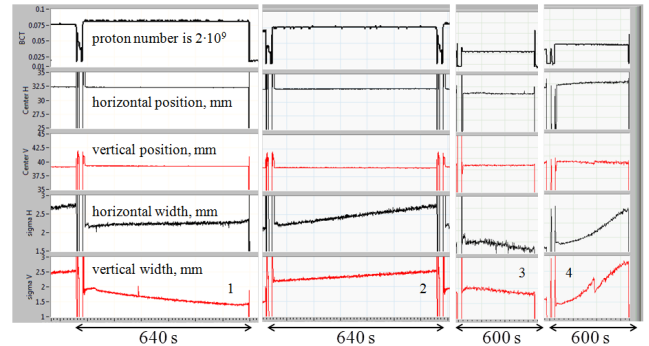 0.1
0.075
0.05
0.025
0.01
BCT
proton number is 2·10⁹
35
32.5
30
27.5
25
Center H
horizontal position, mm
45
42.5
40
37.5
35
Center V
vertical position, mm
3
2.5
2
1.5
sigma H
horizontal width, mm
3
2.5
2
1.5
1
sigma V
vertical width, mm
1
2
3
4
640 s
640 s
600 s
600 s